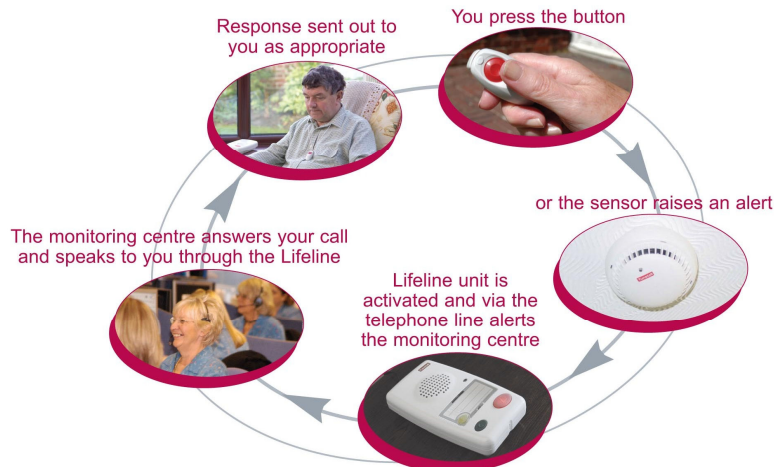 You press the button
or the sensor raises an alert
Lifeline unit is
activated and via the
telephone line alerts
the monitoring centre
The monitoring centre answers your call
and speaks to you through the Lifeline
Response sent out to
you as appropriate